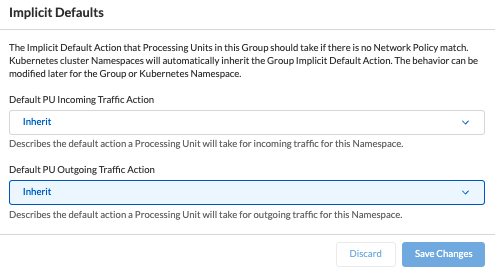 Implicit Defaults
The Implicit Default Action that Processing Units in this Group should take if there is no Network Policy match.
Kubernetes cluster Namespaces will automatically inherit the Group Implicit Default Action. The behavior can be
modified later for the Group or Kubernetes Namespace.
Default PU Incoming Traffic Action
Inherit
Describes the default action a Processing Unit will take for incoming traffic for this Namespace.
Default PU Outgoing Traffic Action
Inherit
Describes the default action a Processing Unit will take for outgoing traffic for this Namespace.
Discard Save Changes